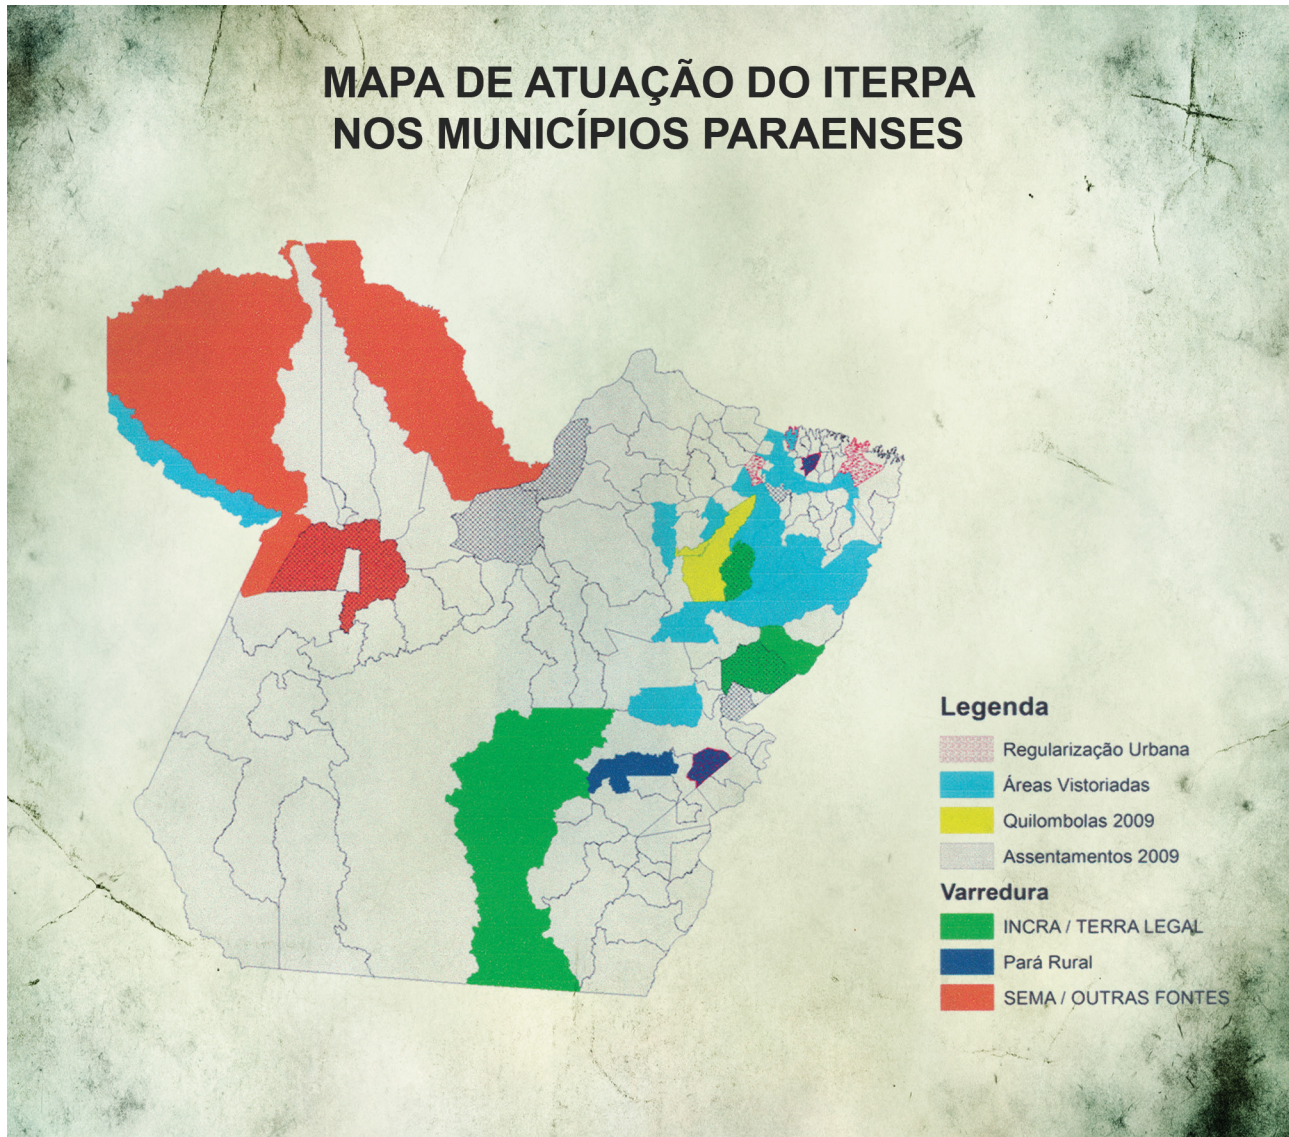 MAPA DE ATUAÇÃO DO ITERPA
NOS MUNICÍPIOS PARAENSES
Legenda
Regularização Urbana
Áreas Vistoriadas
Quilombolas 2009
Assentamentos 2009
Varredura
INCRA / TERRA LEGAL
Pará Rural
SEMA / OUTRAS FONTES